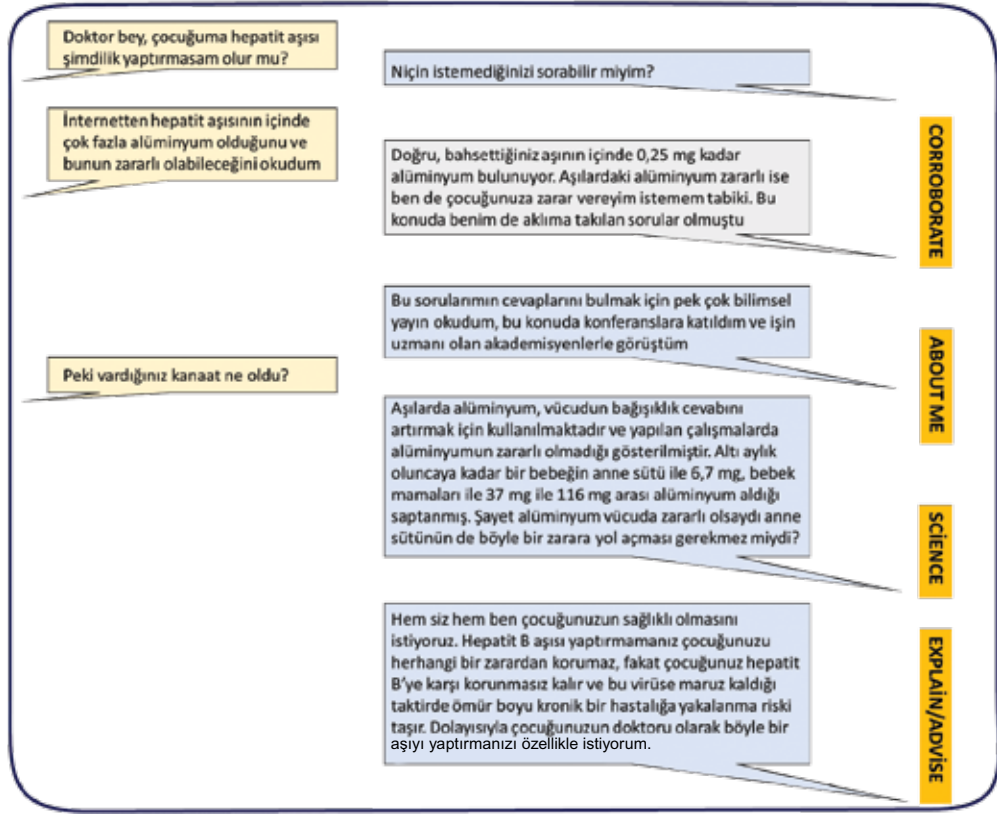 Doktor bey, çocuğuma hepatit aşısı
şimdilik yaptırmasam olur mu?
Niçin istemediğinizi sorabilir miyim?
İnternetten hepatit aşısının içinde
çok fazla alüminyum olduğunu ve
bunun zararlı olabileceğini okudum
Doğru, bahsettiğiniz aşının içinde 0,25 mg kadar
alüminyum bulunuyor. Aşılardaki alüminyum zararlı ise
ben de çocuğunuza zarar vereyim istemem tabiki. Bu
konuda benim de aklıma takılan sorular olmuştu
CORROBORATE
Bu sorularımın cevaplarını bulmak için pek çok bilimsel
yayın okudum, bu konuda konferanslara katıldım ve işin
uzmanı olan akademisyenlerle görüştüm
ABOUT ME
Peki vardığınız kanaat ne oldu?
Aşılarda alüminyum, vücudun bağışıklık cevabını
artırmak için kullanılmaktadır ve yapılan çalışmalarda
alüminyumun zararlı olmadığı gösterilmiştir. Altı aylık
oluncaya kadar bir bebeğin anne sütü ile 6,7 mg, bebek
mamaları ile 37 mg ile 116 mg arası alüminyum aldığı
saptanmış. Şayet alüminyum vücuda zararlı olsaydı anne
sütünün de böyle bir zarara yol açması gerekmez miydi?
SCİENCE
Hem siz hem ben çocuğunuzun sağlıklı olmasını
istiyoruz. Hepatit B aşısı yaptırmamanız çocuğunuzu
herhangi bir zarardan korumaz, fakat çocuğunuz hepatit
B'ye karşı korunmasız kalır ve bu virüse maruz kaldığı
taktirde ömür boyu kronik bir hastalığa yakalanma riski
taşır. Dolayısıyla çocuğunuzun doktoru olarak böyle bir
aşıyı yaptırmanızı özellikle istiyorum.
EXPLAİN/ADVİSE